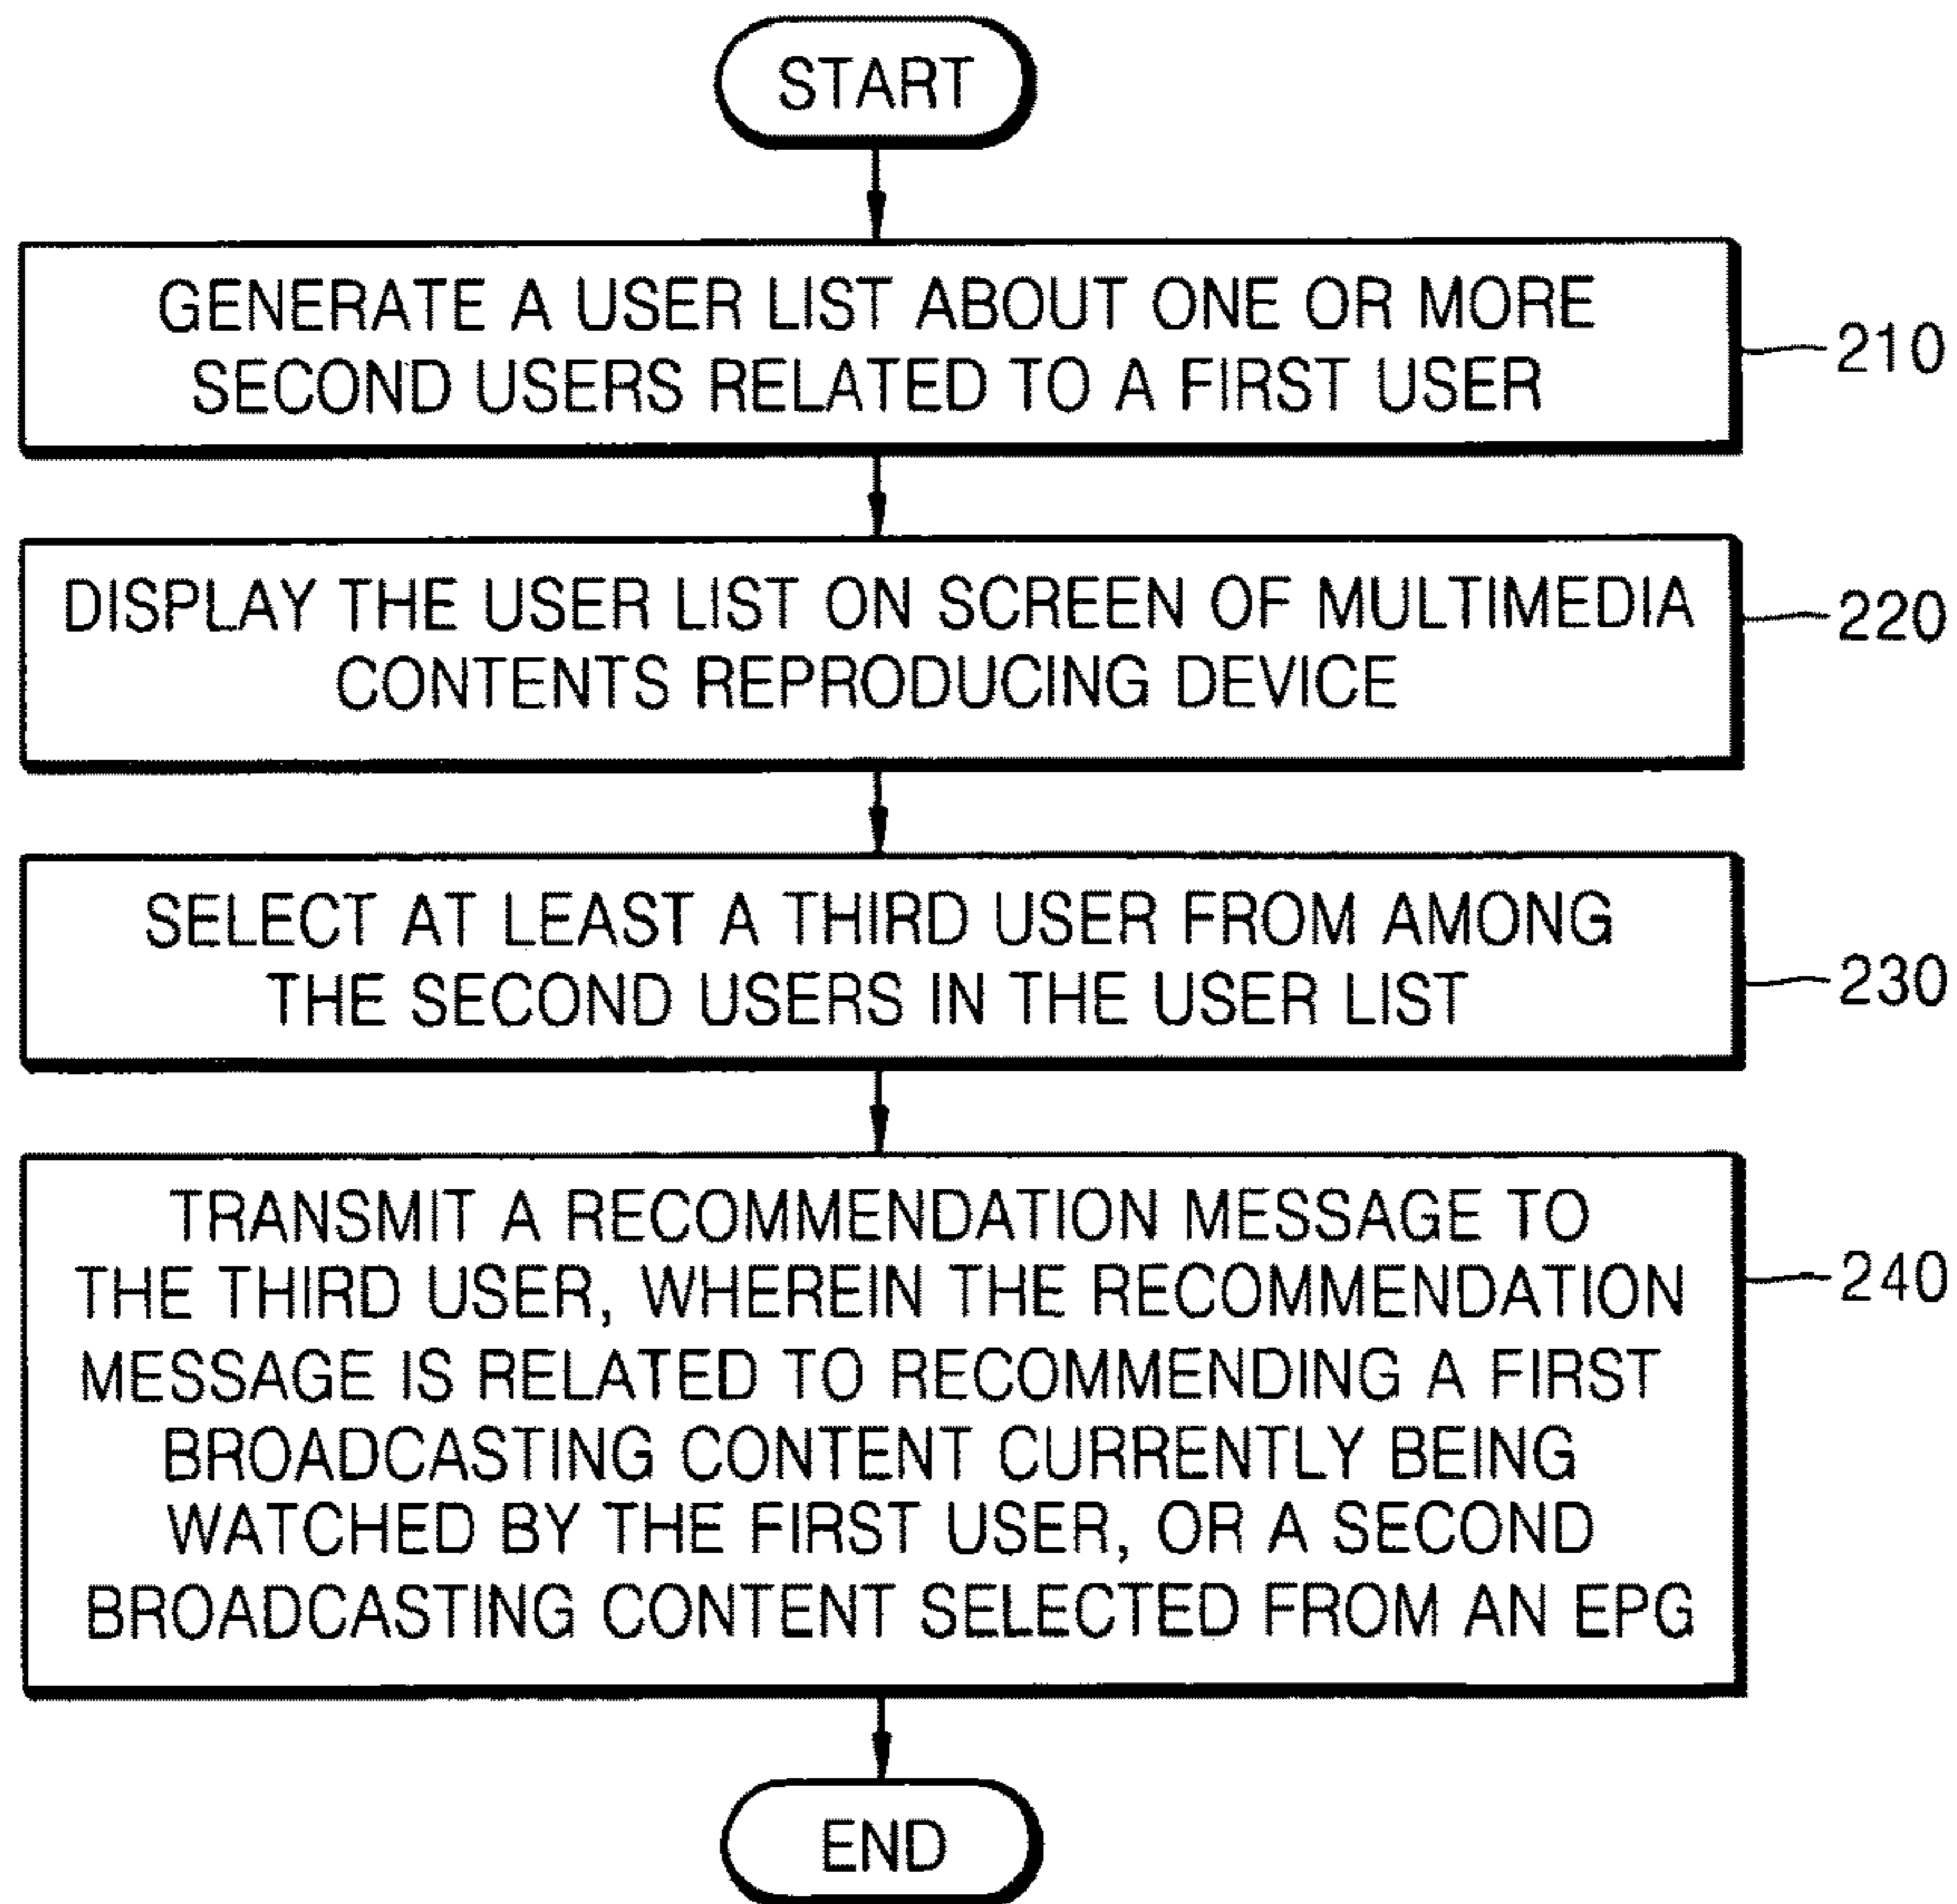 START
GENERATE A USER LIST ABOUT ONE OR MORE
SECOND USERS RELATED TO A FIRST USER
210
DISPLAY THE USER LIST ON SCREEN OF MULTIMEDIA
CONTENTS REPRODUCING DEVICE
220
SELECT AT LEAST A THIRD USER FROM AMONG
THE SECOND USERS IN THE USER LIST
230
TRANSMIT A RECOMMENDATION MESSAGE TO
THE THIRD USER, WHEREIN THE RECOMMENDATION
MESSAGE IS RELATED TO RECOMMENDING A FIRST
BROADCASTING CONTENT CURRENTLY BEING
WATCHED BY THE FIRST USER, OR A SECOND
BROADCASTING CONTENT SELECTED FROM AN EPG
240
END